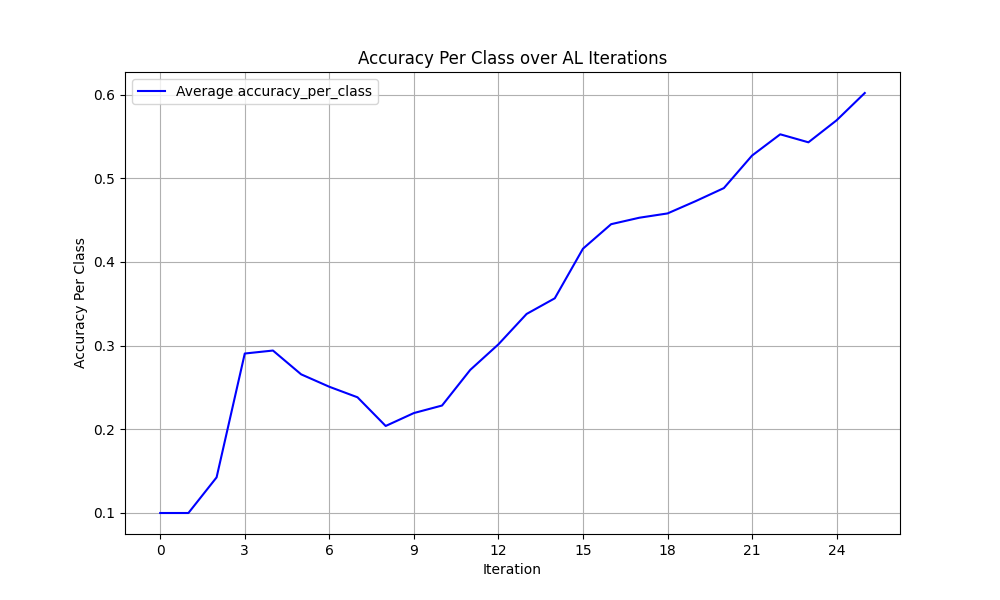 Accuracy Per Class over AL Iterations
Average accuracy_per_class
Accuracy Per Class
0.6
0.5
0.4
0.3
0.2
0.1
0 3 6 9 12 15 18 21 24
Iteration